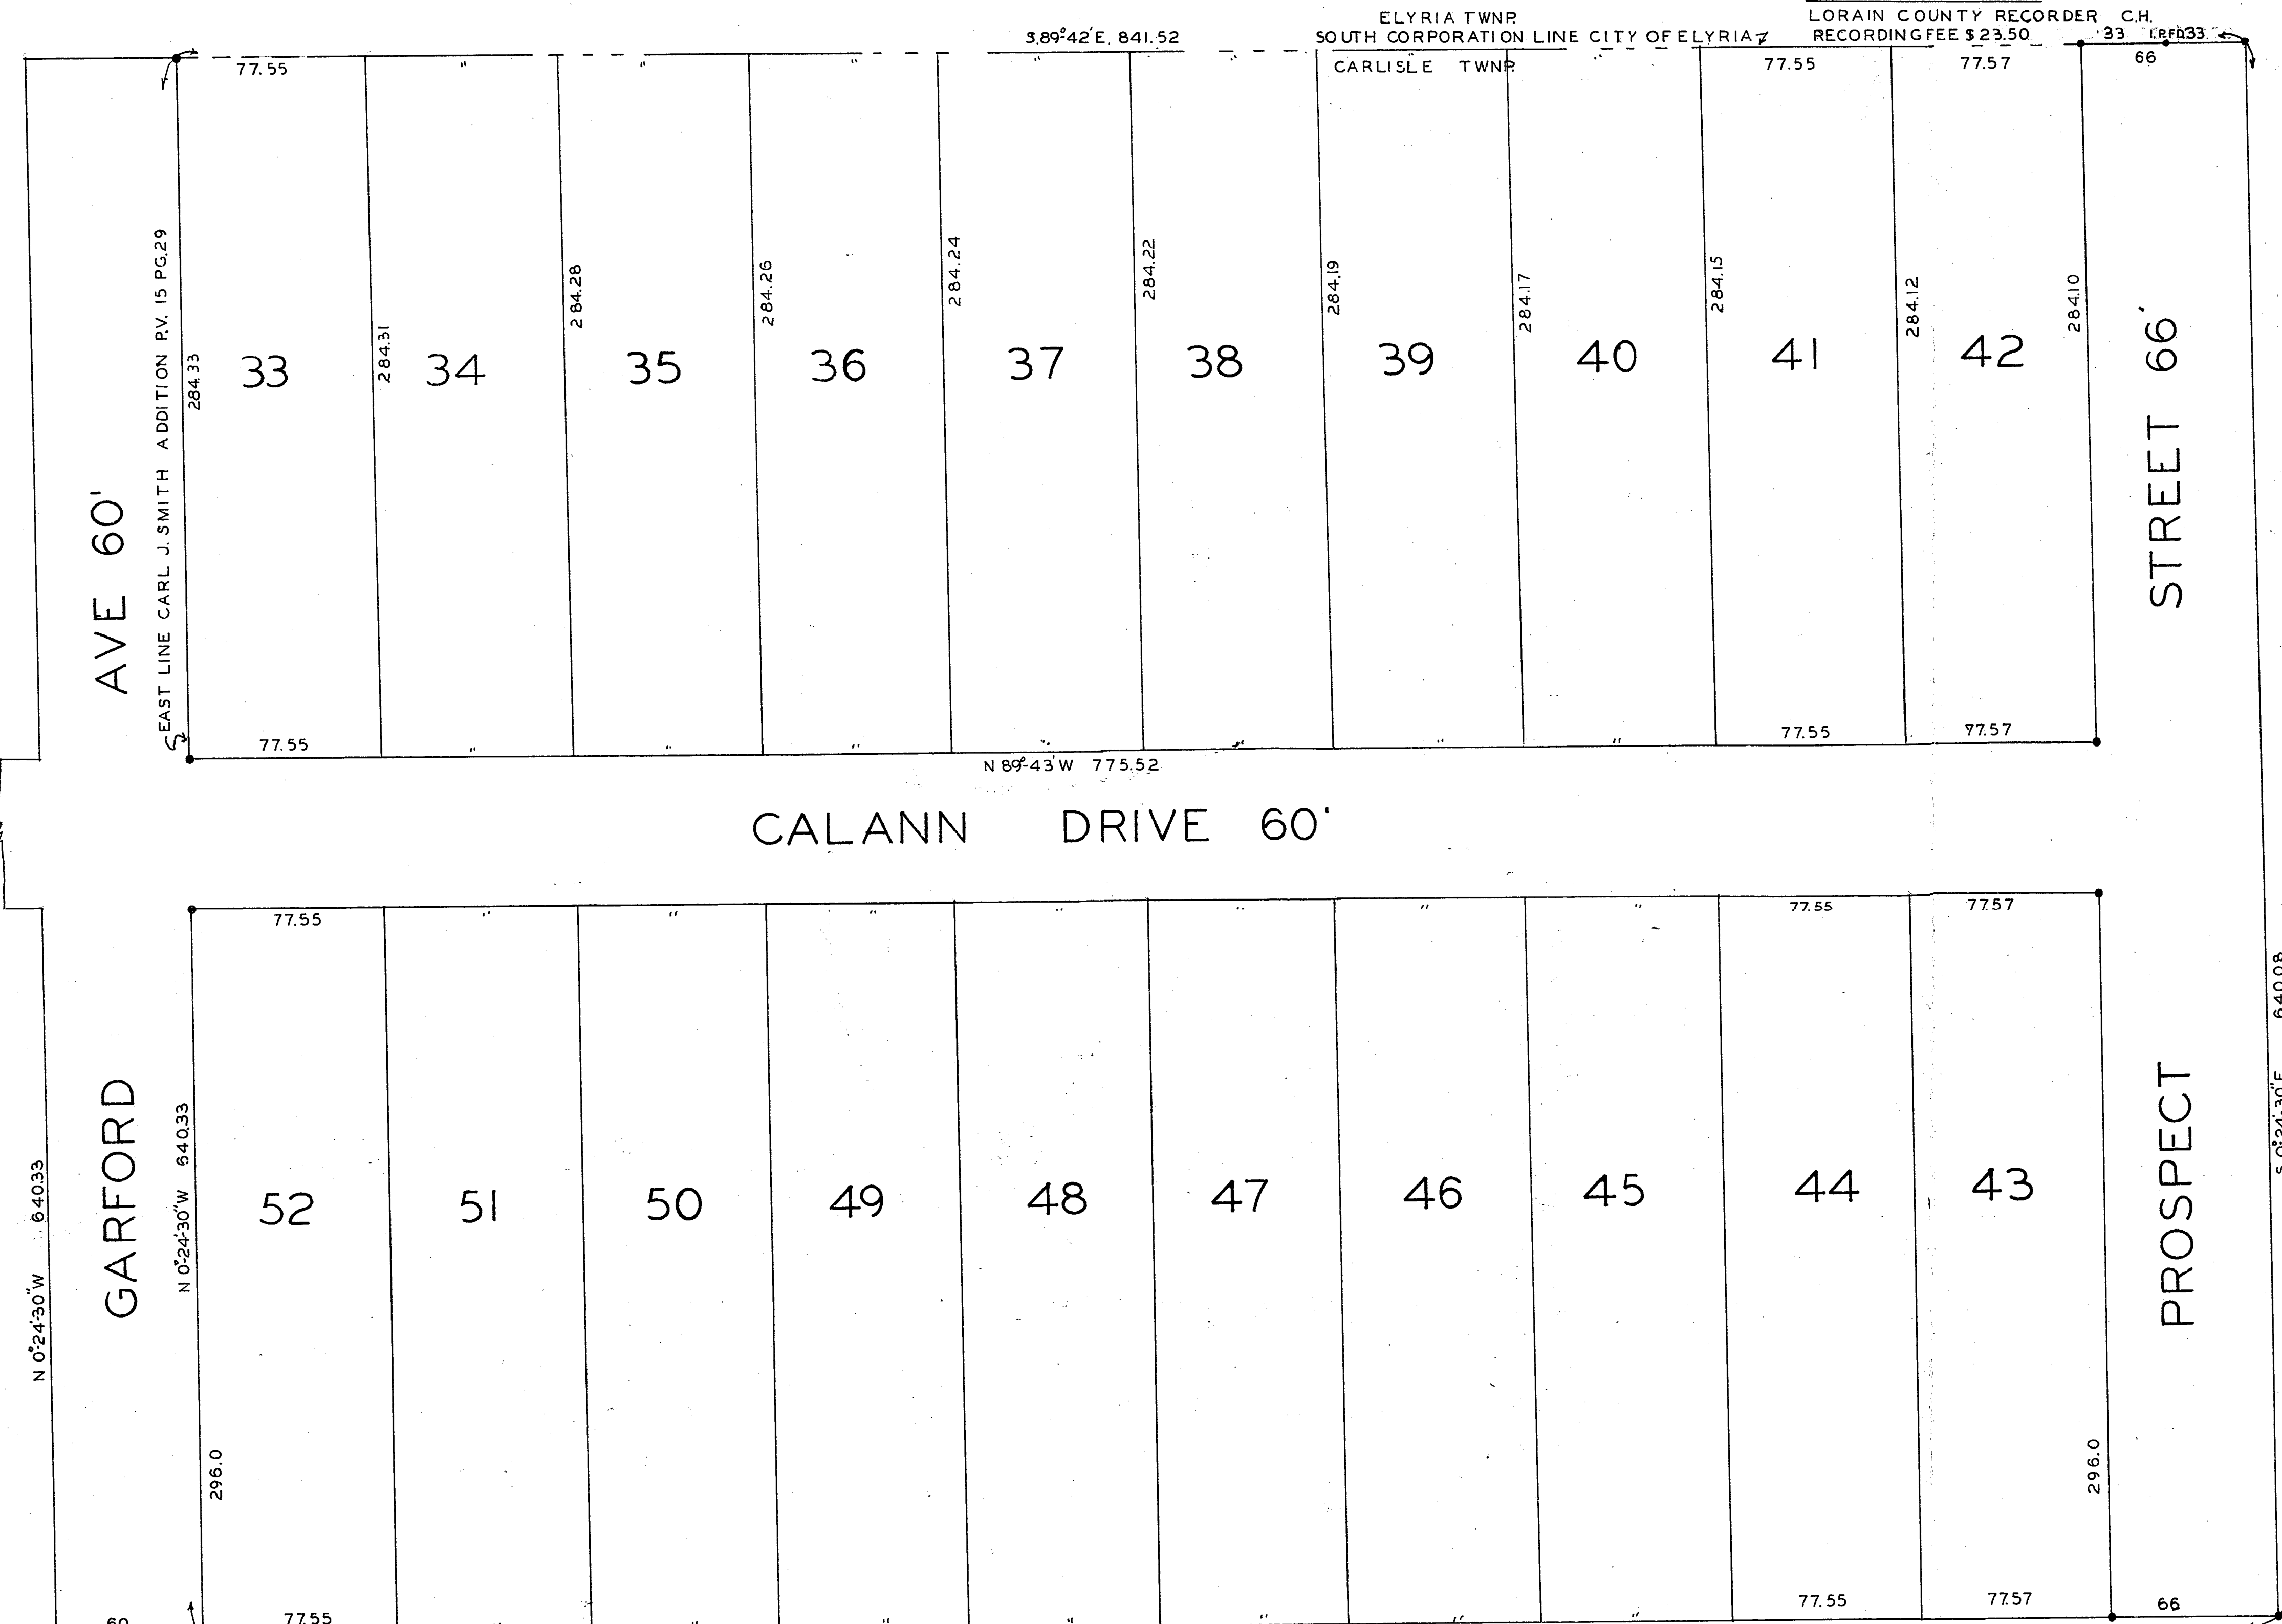 ELYRIA TWNP.
LORAIN COUNTY RECORDER C.H.
S.89°42'E. 841.52
SOUTH CORPORATION LINE CITY OF ELYRIA
RECORDING FEE $23.50
33 I.P.FD. 33
CARLISLE TWNP.
77.55 " " " " " " 77.55 77.57 66
EAST LINE CARL J. SMITH ADDITION P.V. 15 PG. 29
284.33
284.31
284.28
284.26
284.24
284.22
284.19
284.17
284.15
284.12
284.10
33 34 35 36 37 38 39 40 41 42
AVE 60'
STREET 66'
77.55 " " " " " " " 77.55 77.57
N 89°-43'W 775.52
CALANN DRIVE 60'
77.55 " " " " " " " 77.55 77.57
640.08
S 0°24'-30"E
GARFORD
PROSPECT
N 0°-24'-30"W 640.33
N 0°-24'-30"W 640.33
52 51 50 49 48 47 46 45 44 43
296.0
296.0
60 77.55 " " " " " " 77.55 77.57 66